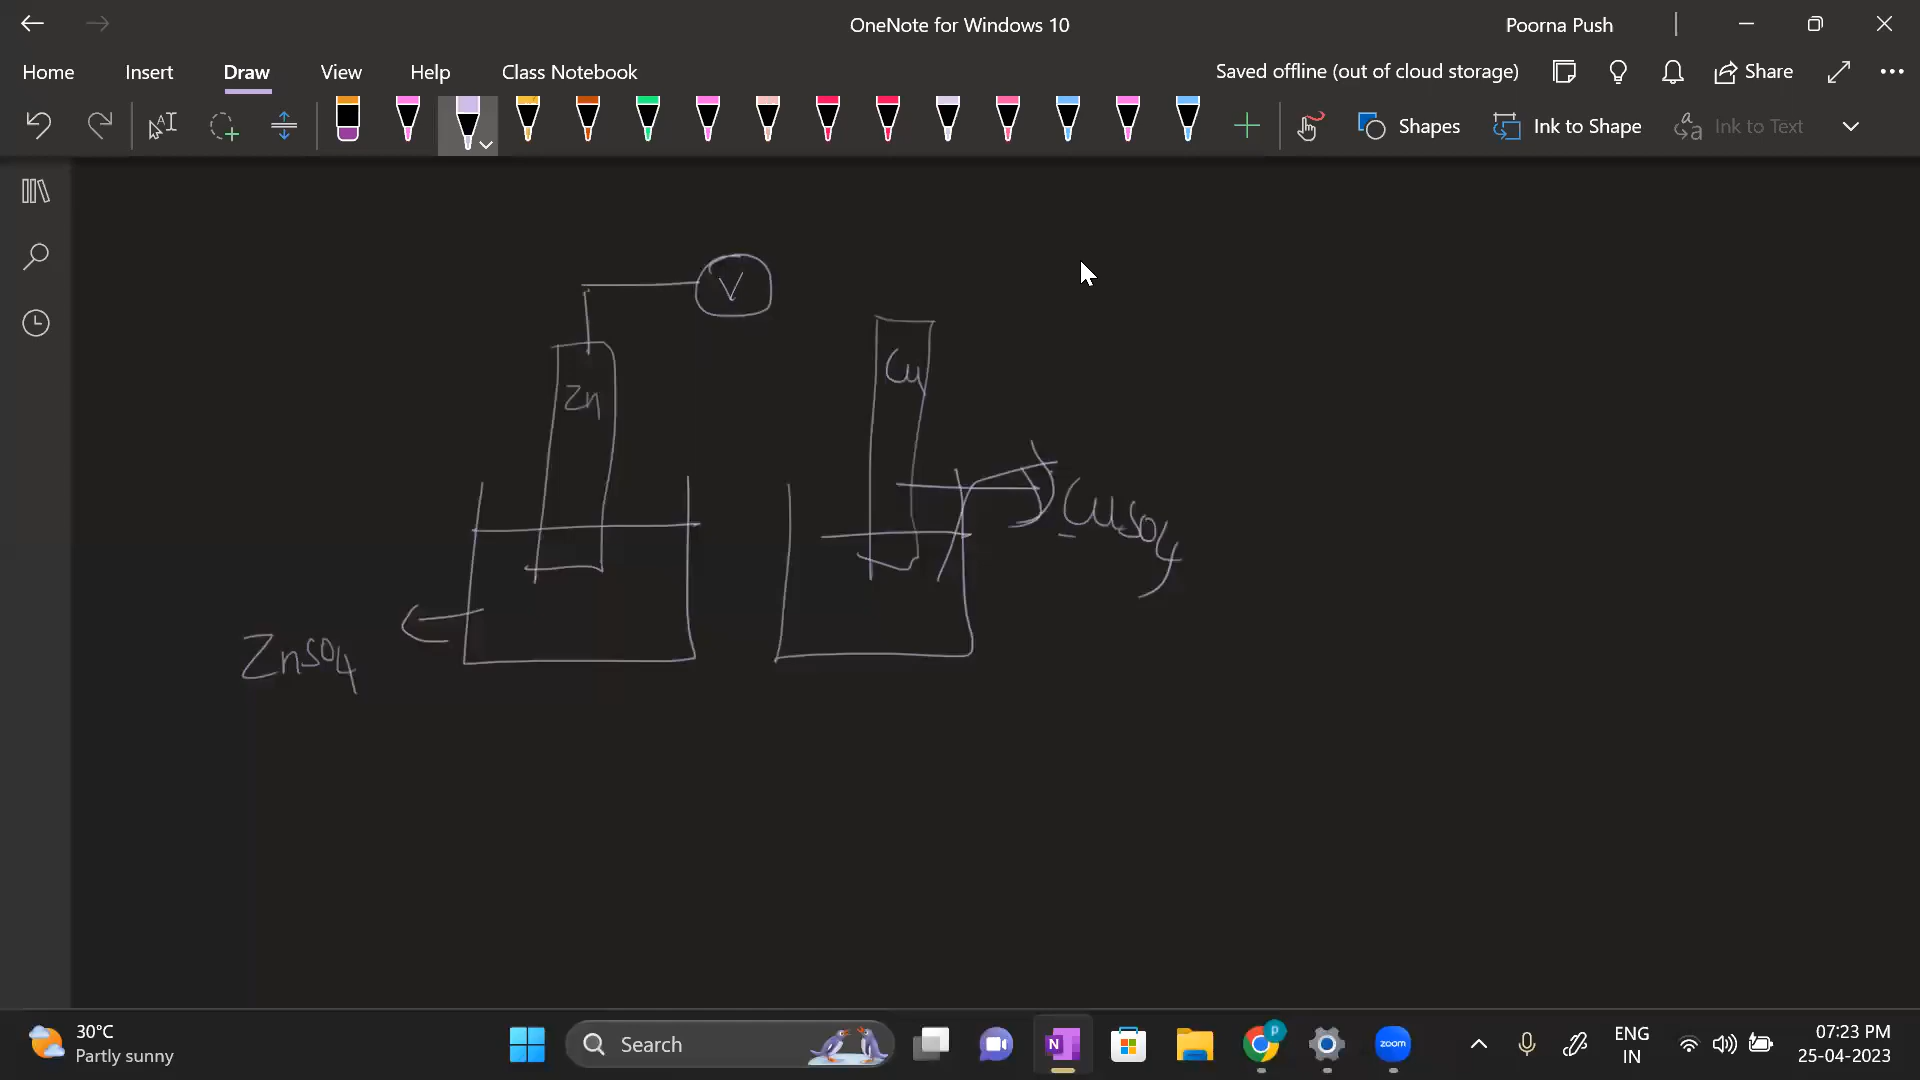 OneNote for Windows 10
Poorna Push
Home Insert Draw View Help Class Notebook
Saved offline (out of cloud storage)
Share
Shapes
Ink to Shape
Ink to Text
V
Zn
Cu
CuSO4
ZnSO4
30°C
Partly sunny
Search
N
zoom
P
ENG
IN
07:23 PM
25-04-2023